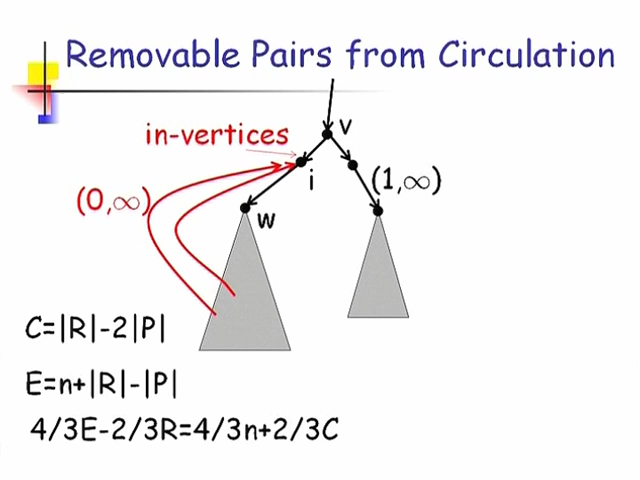 Removable Pairs from Circulation
in-vertices
v
i
(1,∞)
(0,∞)
w
C=|R|-2|P|
E=n+|R|-|P|
4/3E-2/3R=4/3n+2/3C